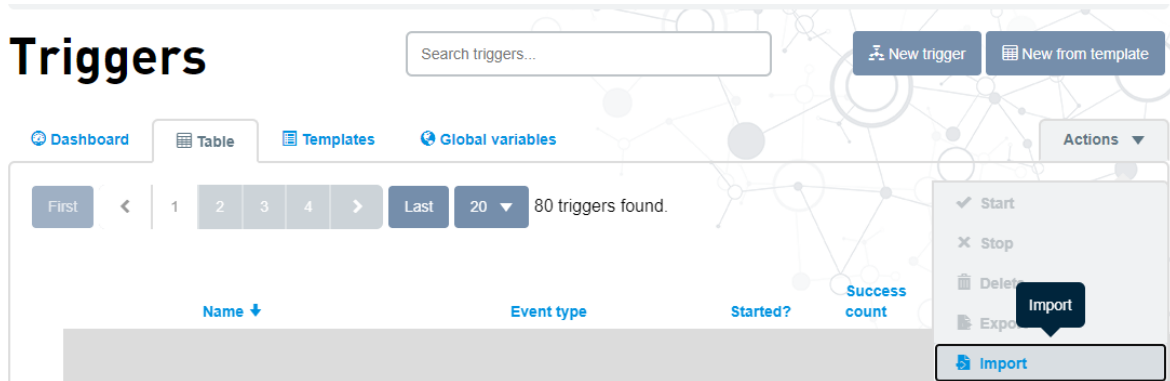 Triggers
Search triggers...
New trigger
New from template
Dashboard
Table
Templates
Global variables
Actions
First
1
2
3
4
Last
20
80 triggers found.
Start
Stop
Delete
Import
Import
Name
Event type
Started?
Success
count